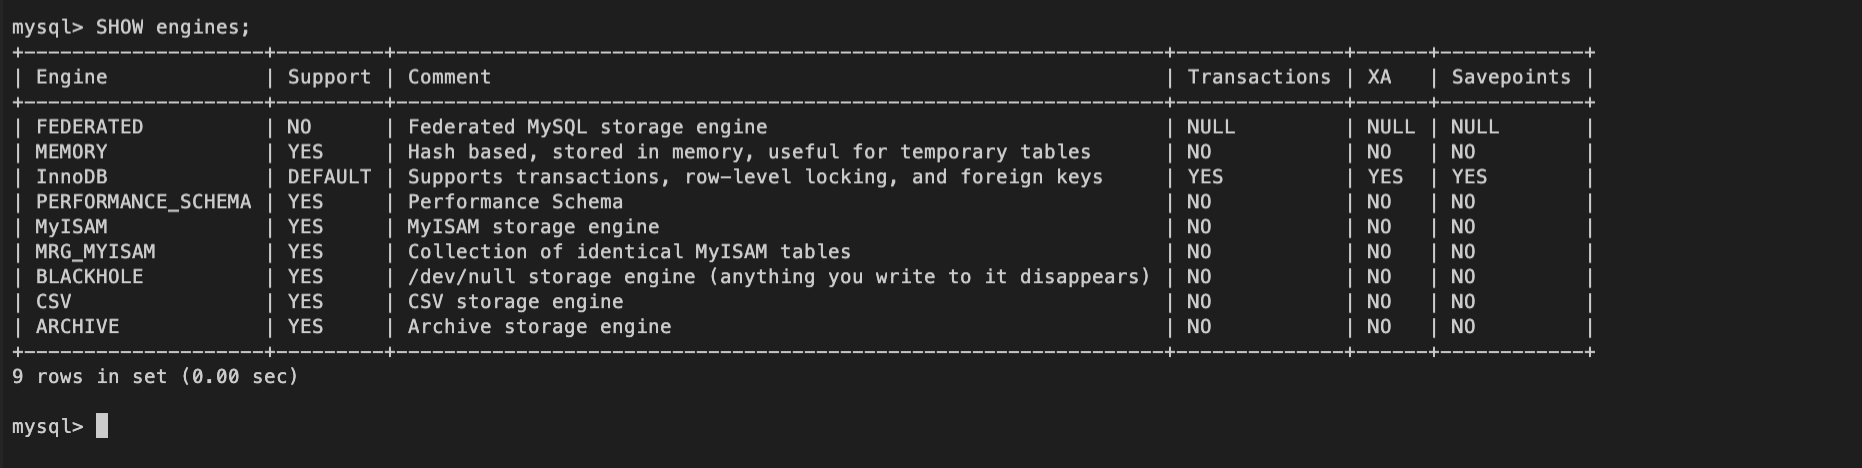 mysql> SHOW engines;
+--------------------+---------+----------------------------------------------------------------+--------------+------+------------+
| Engine             | Support | Comment                                                        | Transactions | XA   | Savepoints |
+--------------------+---------+----------------------------------------------------------------+--------------+------+------------+
| FEDERATED          | NO      | Federated MySQL storage engine                                 | NULL         | NULL | NULL       |
| MEMORY             | YES     | Hash based, stored in memory, useful for temporary tables      | NO           | NO   | NO         |
| InnoDB             | DEFAULT | Supports transactions, row-level locking, and foreign keys     | YES          | YES  | YES        |
| PERFORMANCE_SCHEMA | YES     | Performance Schema                                             | NO           | NO   | NO         |
| MyISAM             | YES     | MyISAM storage engine                                          | NO           | NO   | NO         |
| MRG_MYISAM         | YES     | Collection of identical MyISAM tables                          | NO           | NO   | NO         |
| BLACKHOLE          | YES     | /dev/null storage engine (anything you write to it disappears) | NO           | NO   | NO         |
| CSV                | YES     | CSV storage engine                                             | NO           | NO   | NO         |
| ARCHIVE            | YES     | Archive storage engine                                         | NO           | NO   | NO         |
+--------------------+---------+----------------------------------------------------------------+--------------+------+------------+
9 rows in set (0.00 sec)
mysql>